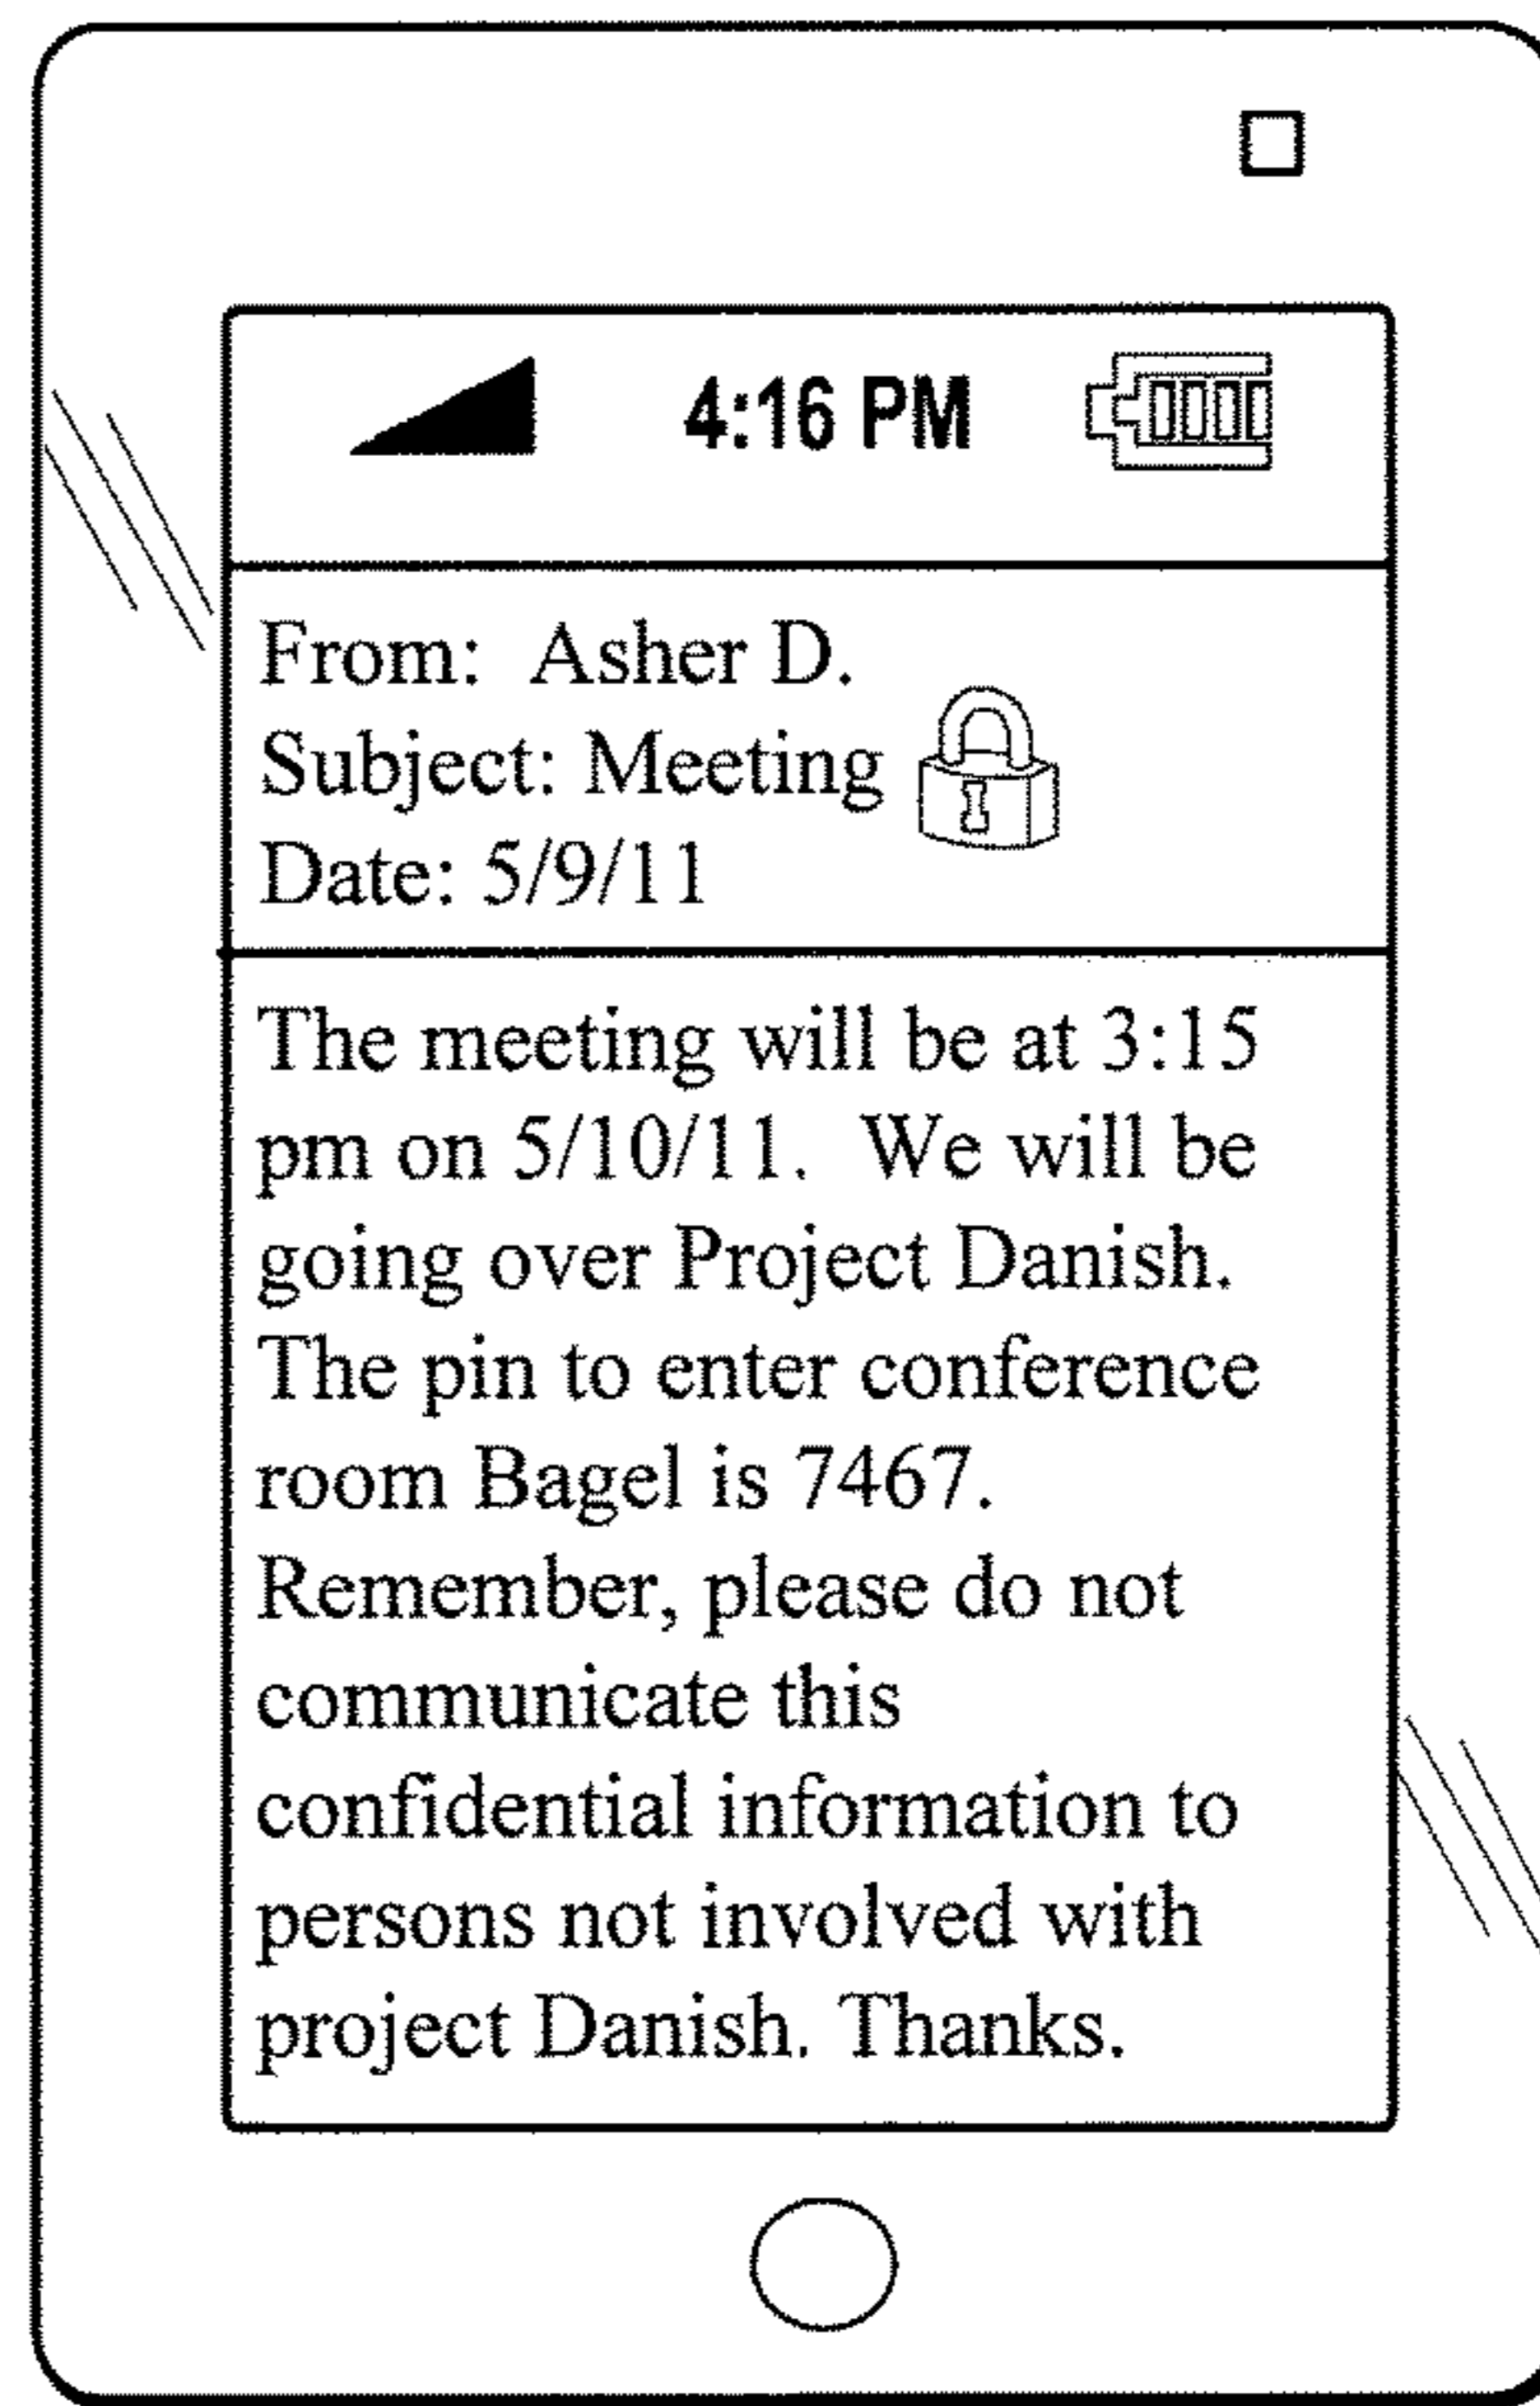 4:16 PM
From: Asher D.
Subject: Meeting
Date: 5/9/11
The meeting will be at 3:15
pm on 5/10/11. We will be
going over Project Danish.
The pin to enter conference
room Bagel is 7467.
Remember, please do not
communicate this
confidential information to
persons not involved with
project Danish. Thanks.